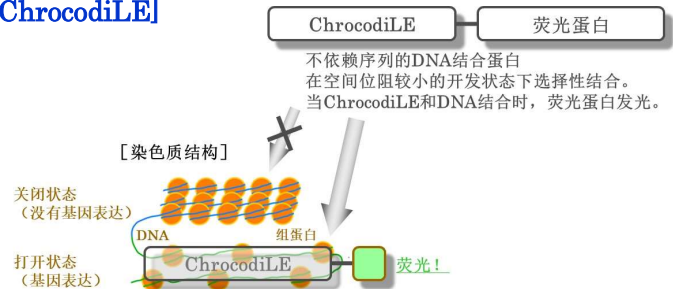 ChrocodiLE]
ChrocodiLE
荧光蛋白
不依赖序列的DNA结合蛋白
在空间位阻较小的开发状态下选择性结合。
当ChrocodiLE和DNA结合时，荧光蛋白发光。
[染色质结构]
关闭状态
（没有基因表达）
DNA
组蛋白
打开状态
（基因表达）
ChrocodiLE
荧光！